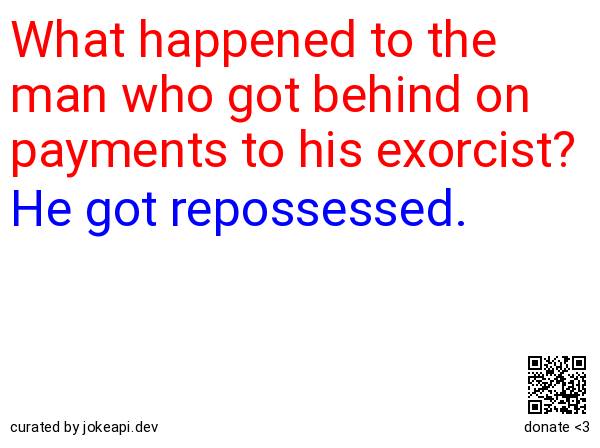 What happened to the
man who got behind on
payments to his exorcist?
He got repossessed.
curated by jokeapi.dev
donate <3